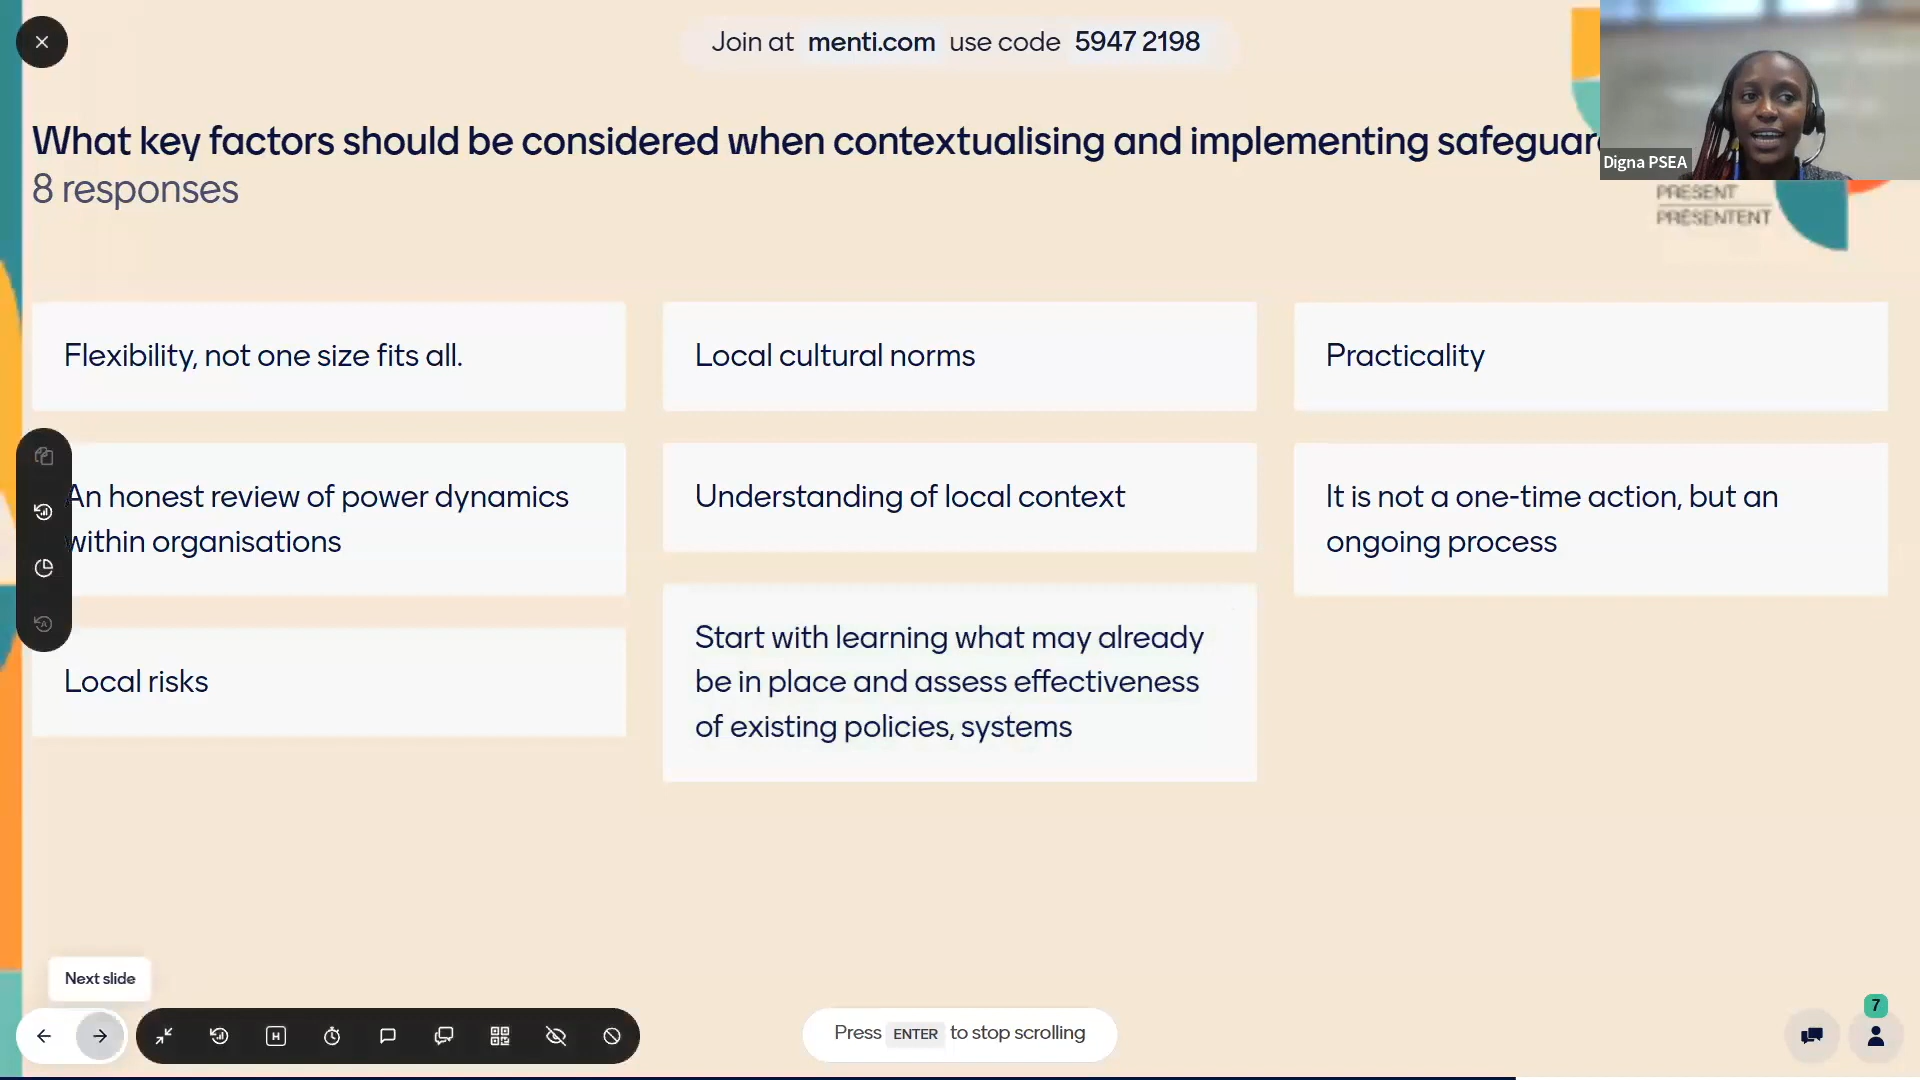 Join at menti.com use code 5947 2198
What key factors should be considered when contextualising and implementing
8 responses
Digna PSEA
PRESENT
PRÉSENTENT
Flexibility, not one size fits all.
Local cultural norms
Practicality
An honest review of power dynamics
within organisations
Understanding of local context
It is not a one-time action, but an
ongoing process
Local risks
Start with learning what may already
be in place and assess effectiveness
of existing policies, systems
Next slide
H
Press ENTER to stop scrolling
7